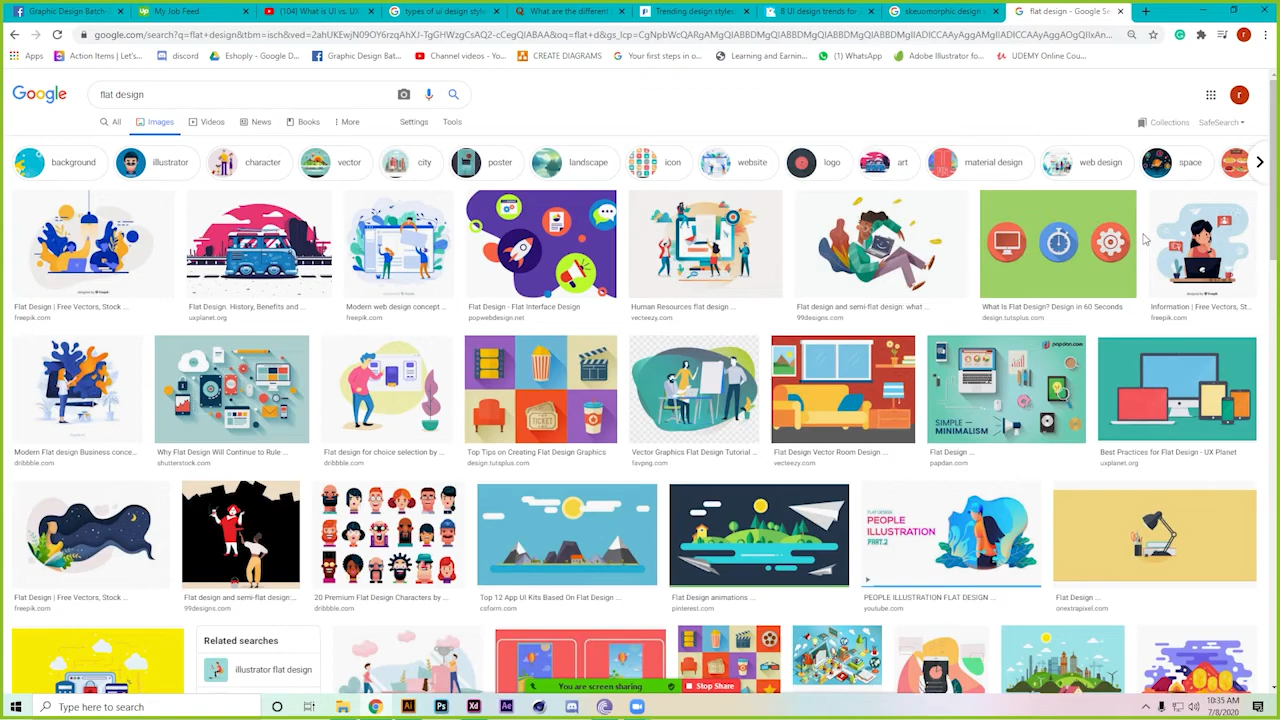 Graphic Design Batch-
My Job Feed
(104) What is UI vs. UX
types of ui design style
What are the different
Trending design styles
8 UI design trends for
skeuomorphic design
flat design - Google Se
google.com/search?q=flat+design&tbm=isch&ved=
Apps
Action Items | Let's...
discord
Eshoply - Google D...
Graphic Design Bat...
Channel videos - Yo...
CREATE DIAGRAMS
Your first steps in o...
Learning and Earnin...
(1) WhatsApp
Adobe Illustrator fo...
UDEMY Online Cou...
Google
flat design
All
Images
Videos
News
Books
More
Settings
Tools
Collections
SafeSearch
background
illustrator
character
vector
city
poster
landscape
icon
website
logo
art
material design
web design
space
Flat Design | Free Vectors, Stock ...
Flat Design. History, Benefits and ...
Modern web design concept ...
Flat Design - Flat Interface Design
Human Resources flat design ...
Flat design and semi-flat design: what ...
What Is Flat Design? Design in 60 Seconds
Information | Free Vectors, St...
freepik.com
uxplanet.org
freepik.com
popwebdesign.net
vecteezy.com
99designs.com
design.tutsplus.com
freepik.com
TICKET
papdan.com
SIMPLE —
MINIMALISM
Modern Flat design Business conce...
Why Flat Design Will Continue to Rule ...
Flat design for choice selection by ...
Top Tips on Creating Flat Design Graphics
Vector Graphics Flat Design Tutorial ...
Flat Design Vector Room Design ...
Flat Design ...
Best Practices for Flat Design - UX Planet
dribbble.com
shutterstock.com
dribbble.com
design.tutsplus.com
favpng.com
vecteezy.com
papdan.com
uxplanet.org
FLAT DESIGN
PEOPLE
ILLUSTRATION
PART.2
Flat Design | Free Vectors, Stock ...
Flat design and semi-flat design:...
20 Premium Flat Design Characters by ...
Top 12 App UI Kits Based On Flat Design ...
Flat Design animations ...
PEOPLE ILLUSTRATION FLAT DESIGN ...
Flat Design ...
freepik.com
99designs.com
dribbble.com
csform.com
pinterest.com
youtube.com
onextrapixel.com
Related searches
illustrator flat design
You are screen sharing
Stop Share
Type here to search
10:35 AM
7/8/2020